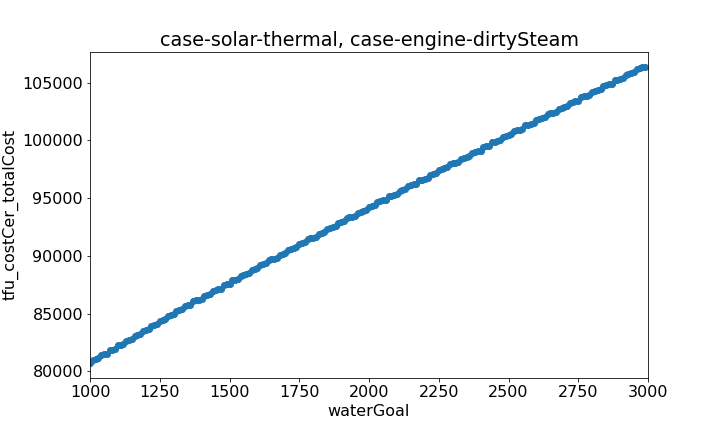 case-solar-thermal, case-engine-dirtySteam
tfu_costCer_totalCost
105000
100000
95000
90000
85000
80000
1000 1250 1500 1750 2000 2250 2500 2750 3000
waterGoal